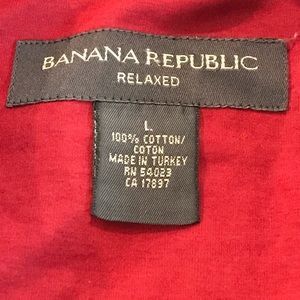 BANANA REPUBLIC
RELAXED
L
100% COTTON/
COTON
MADE IN TURKEY
RN 54023
CA 17897